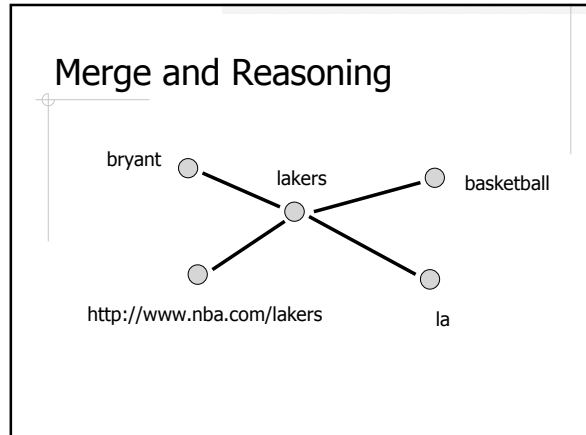 Merge and Reasoning
bryant
lakers
basketball
http://www.nba.com/lakers
la